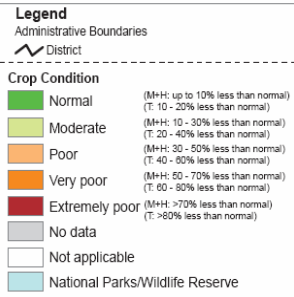 Legend
Administrative Boundaries
District
Crop Condition
Normal (M+H: up to 10% less than normal)
(T: 10 - 20% less than normal)
Moderate (M+H: 10 - 30% less than normal)
(T: 20 - 40% less than normal)
Poor (M+H: 30 - 50% less than normal)
(T: 40 - 60% less than normal)
Very poor (M+H: 50 - 70% less than normal)
(T: 60 - 80% less than normal)
Extremely poor (M+H: >70% less than normal)
(T: >80% less than normal)
No data
Not applicable
National Parks/Wildlife Reserve